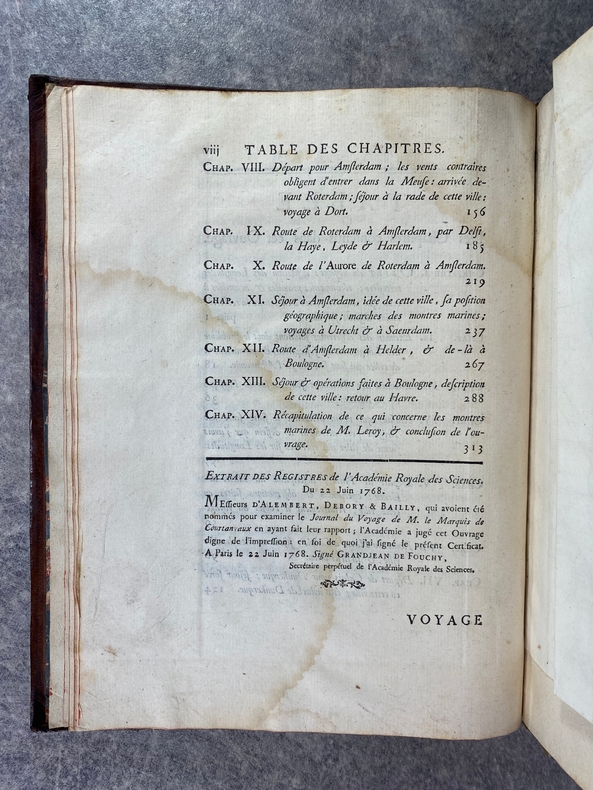 viij TABLE DES CHAPITRES.
CHAP. VIII. Départ pour Amſterdam ; les vents contraires
obligent d'entrer dans la Meuſe : arrivée de-
vant Roterdam ; ſéjour à la rade de cette ville :
voyage à Dort. 156
CHAP. IX. Route de Roterdam à Amſterdam, par Delft,
la Haye, Leyde & Harlem. 185
CHAP. X. Route de l'Aurore de Roterdam à Amſterdam.
219
CHAP. XI. Séjour à Amſterdam, idée de cette ville, ſa poſition
géographique ; marches des montres marines ;
voyages à Utrecht & à Saenrdam. 237
CHAP. XII. Route d'Amſterdam à Helder, & de-là à
Boulogne. 267
CHAP. XIII. Séjour & opérations faites à Boulogne, deſcription
de cette ville : retour au Havre. 288
CHAP. XIV. Récapitulation de ce qui concerne les montres
marines de M. Leroy, & concluſion de l'ou-
vrage. 313
EXTRAIT DES REGISTRES de l'Académie Royale des Sciences.
Du 22 Juin 1768.
MEſſieurs D'ALEMBERT, DEBORY & BAILLY, qui avoient été
nommés pour examiner le Journal du Voyage de M. le Marquis de
Courtanvaux en ayant fait leur rapport ; l'Académie a jugé cet Ouvrage
digne de l'impreſſion : en foi de quoi j'ai ſigné le préſent Certificat.
A Paris le 22 Juin 1768. Signé GRANDJEAN DE FOUCHY,
Secrétaire perpétuel de l'Académie Royale des Sciences.
VOYAGE